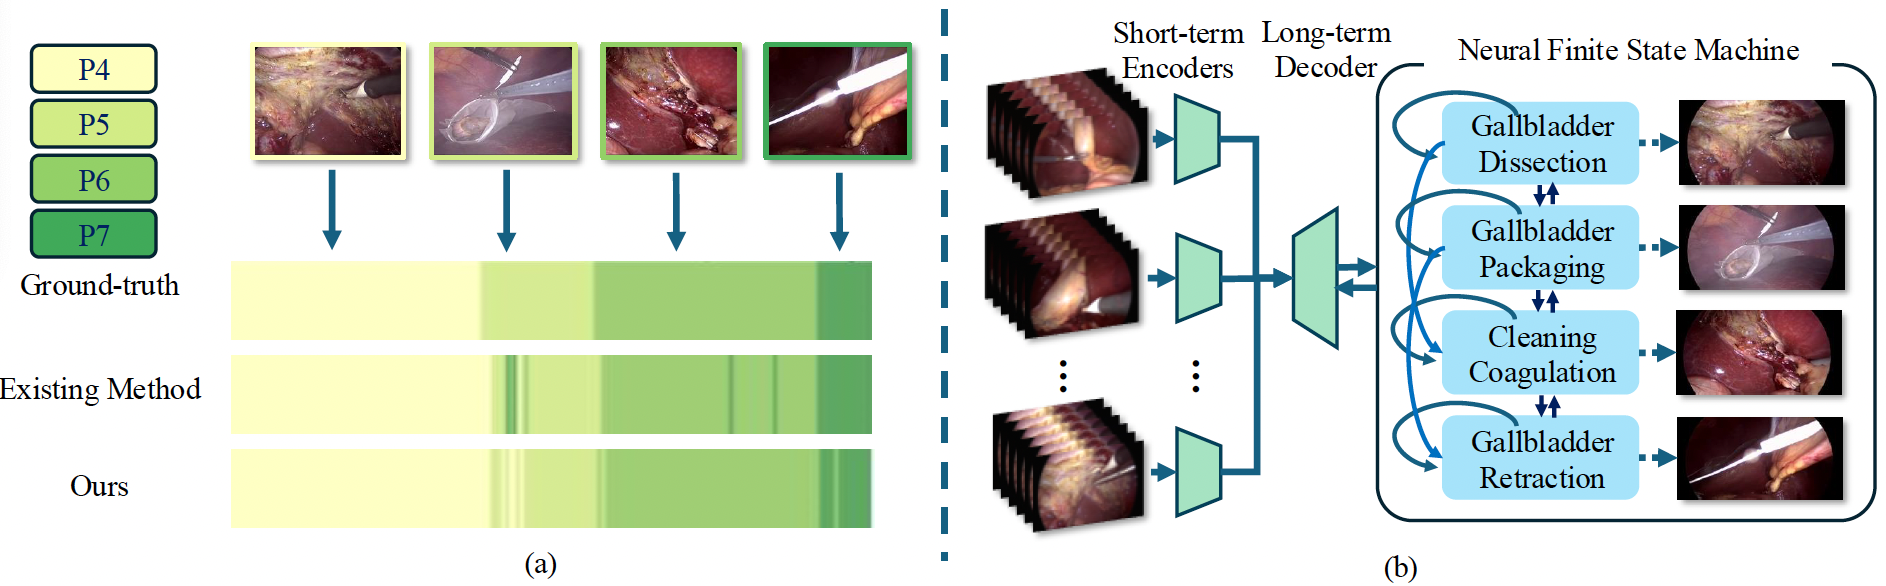 P4
P5
P6
P7
Ground-truth
Existing Method
Ours
(a)
Short-term
Encoders
Long-term
Decoder
Neural Finite State Machine
Gallbladder
Dissection
Gallbladder
Packaging
Cleaning
Coagulation
Gallbladder
Retraction
(b)